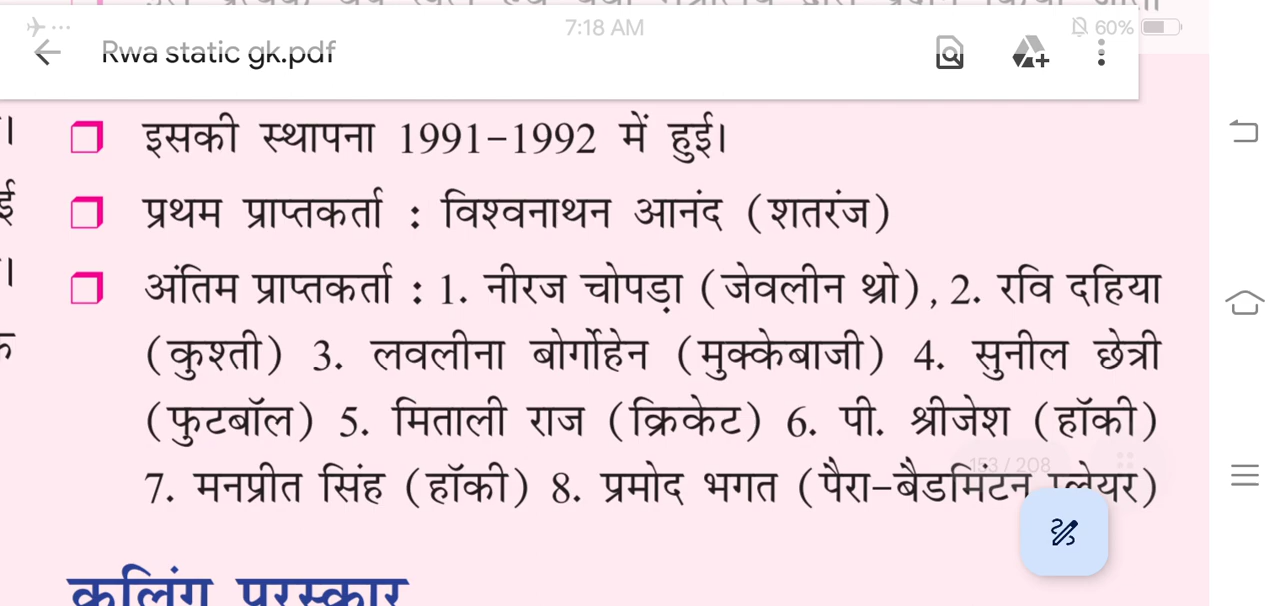 7:18 AM
60%
Rwa static gk.pdf
इसकी स्थापना 1991-1992 में हुई।
प्रथम प्राप्तकर्ता : विश्वनाथन आनंद (शतरंज)
अंतिम प्राप्तकर्ता : 1. नीरज चोपड़ा (जेवलीन थ्रो), 2. रवि दहिया
(कुश्ती) 3. लवलीना बोर्गोहेन (मुक्केबाजी) 4. सुनील छेत्री
(फुटबॉल) 5. मिताली राज (क्रिकेट) 6. पी. श्रीजेश (हॉकी)
153 / 208
7. मनप्रीत सिंह (हॉकी) 8. प्रमोद भगत (पैरा-बैडमिंटन प्लेयर)
कलिंग पुरस्कार